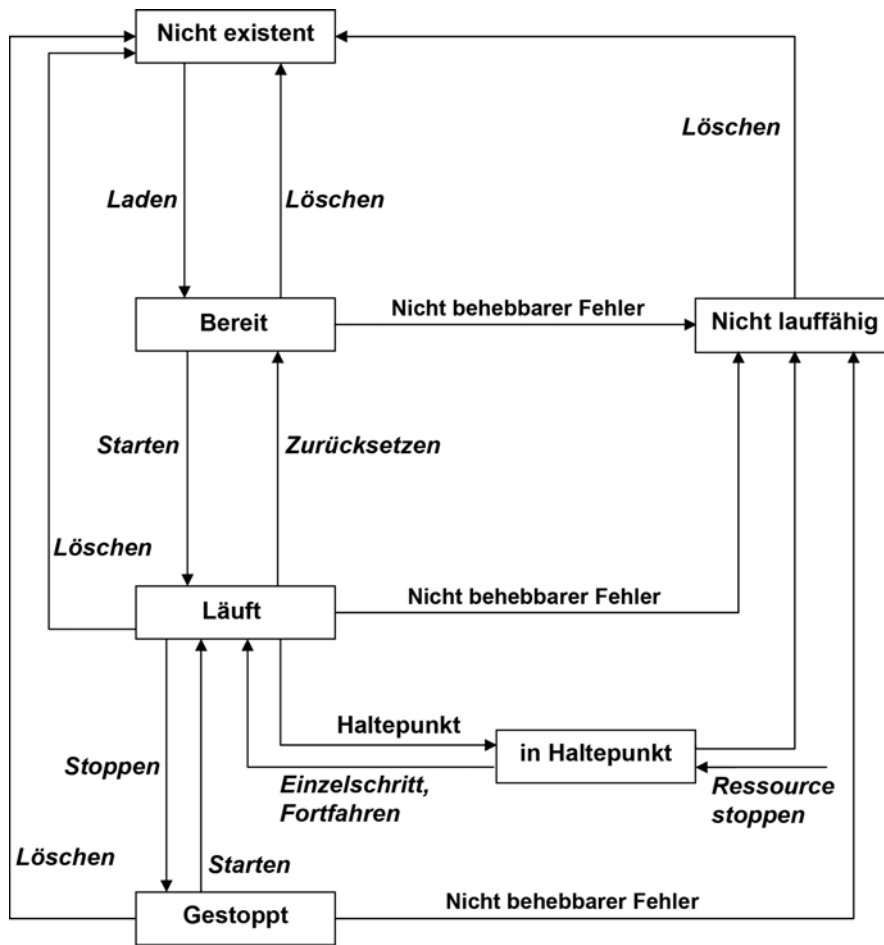 Nicht existent
Löschen
Laden
Löschen
Nicht behebbarer Fehler
Bereit
Nicht lauffähig
Starten
Zurücksetzen
Löschen
Nicht behebbarer Fehler
Läuft
Haltepunkt
in Haltepunkt
Stoppen
Einzelschritt,
Fortfahren
Ressource
stoppen
Löschen
Starten
Nicht behebbarer Fehler
Gestoppt